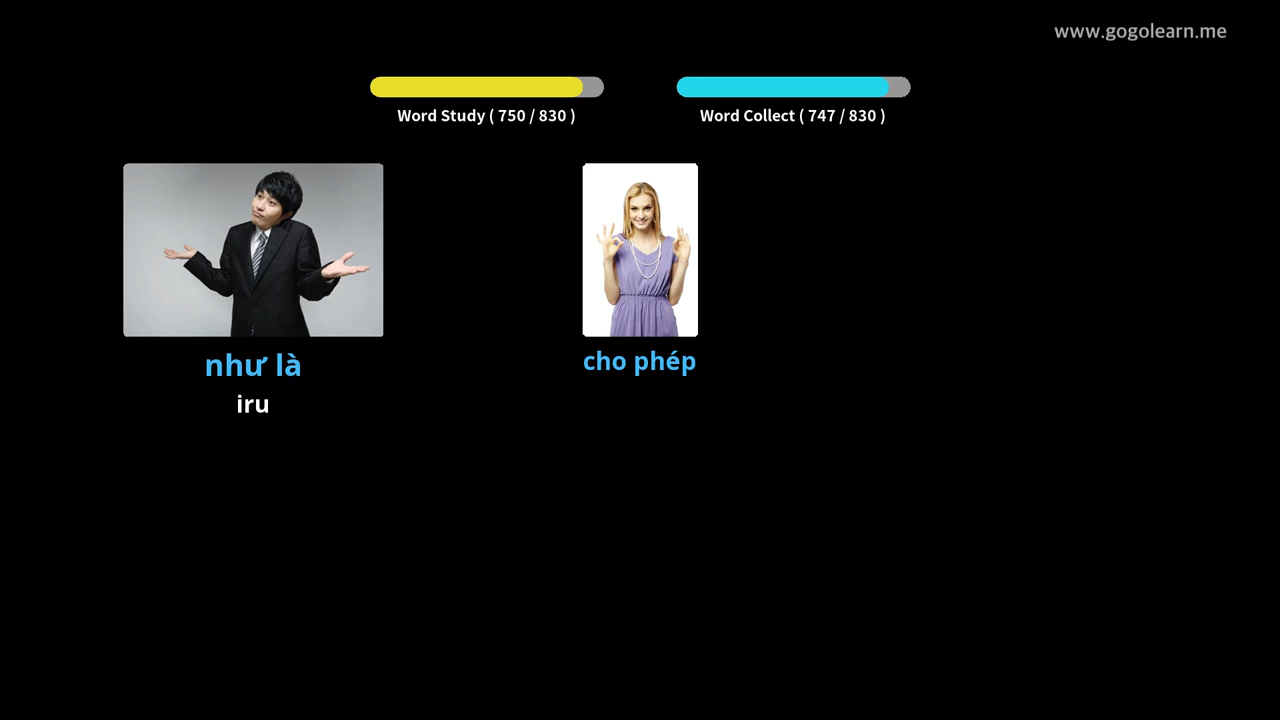 www.gogolearn.me
Word Study ( 750 / 830 )
Word Collect ( 747 / 830 )
như là
iru
cho phép